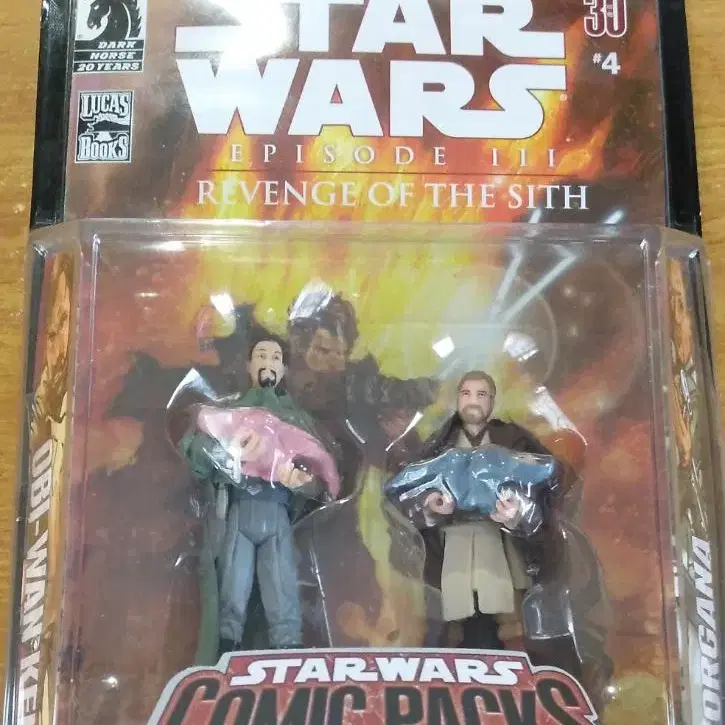 DARK
HORSE
20 YEARS
LUCAS
BOOKS
30
#4
STAR
WARS
EPISODE III
REVENGE OF THE SITH
OBI-WAN KE
ORGANA
STAR WARS
COMIC PACKS